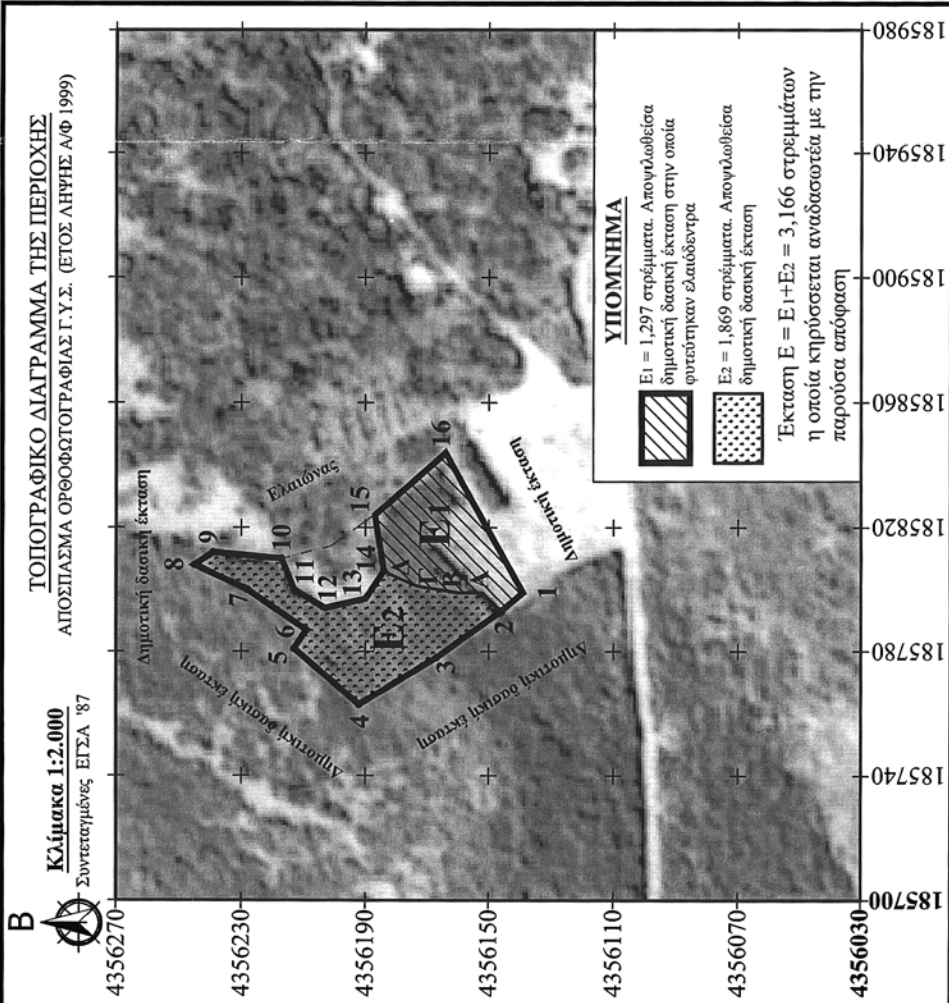 ΤΟΠΟΓΡΑΦΙΚΟ ΔΙΑΓΡΑΜΜΑ ΤΗΣ ΠΕΡΙΟΧΗΣ
ΑΠΟΣΠΑΣΜΑ ΟΡΘΟΦΩΤΟΓΡΑΦΙΑΣ Γ.Υ.Σ. (ΕΤΟΣ ΛΗΨΗΣ Α/Φ 1999)
Β
Κλίμακα 1:2.000
Συντεταγμένες ΕΓΣΑ '87
4356270
4356230
4356190
4356150
4356110
4356070
4356030
185700
185740
185780
185820
185860
185900
185940
185980
Δημοτική δασική έκταση
Δημοτική δασική έκταση
Δημοτική δασική έκταση
Δημοτική δασική έκταση
Δημοτική έκταση
Ελαιώνας
1
2
3
4
5
6
7
8
9
10
11
12
13
14
15
16
Α
Β
Γ
Δ
Ε1
Ε2
ΥΠΟΜΝΗΜΑ
Ε1 = 1,297 στρέμματα. Αποψιλωθείσα
δημοτική δασική έκταση στην οποία
φυτεύτηκαν ελαιόδεντρα
Ε2 = 1,869 στρέμματα. Αποψιλωθείσα
δημοτική δασική έκταση
Έκταση Ε = Ε1+Ε2 = 3,166 στρεμμάτων
η οποία κηρύσσεται αναδασωτέα με την
παρούσα απόφαση